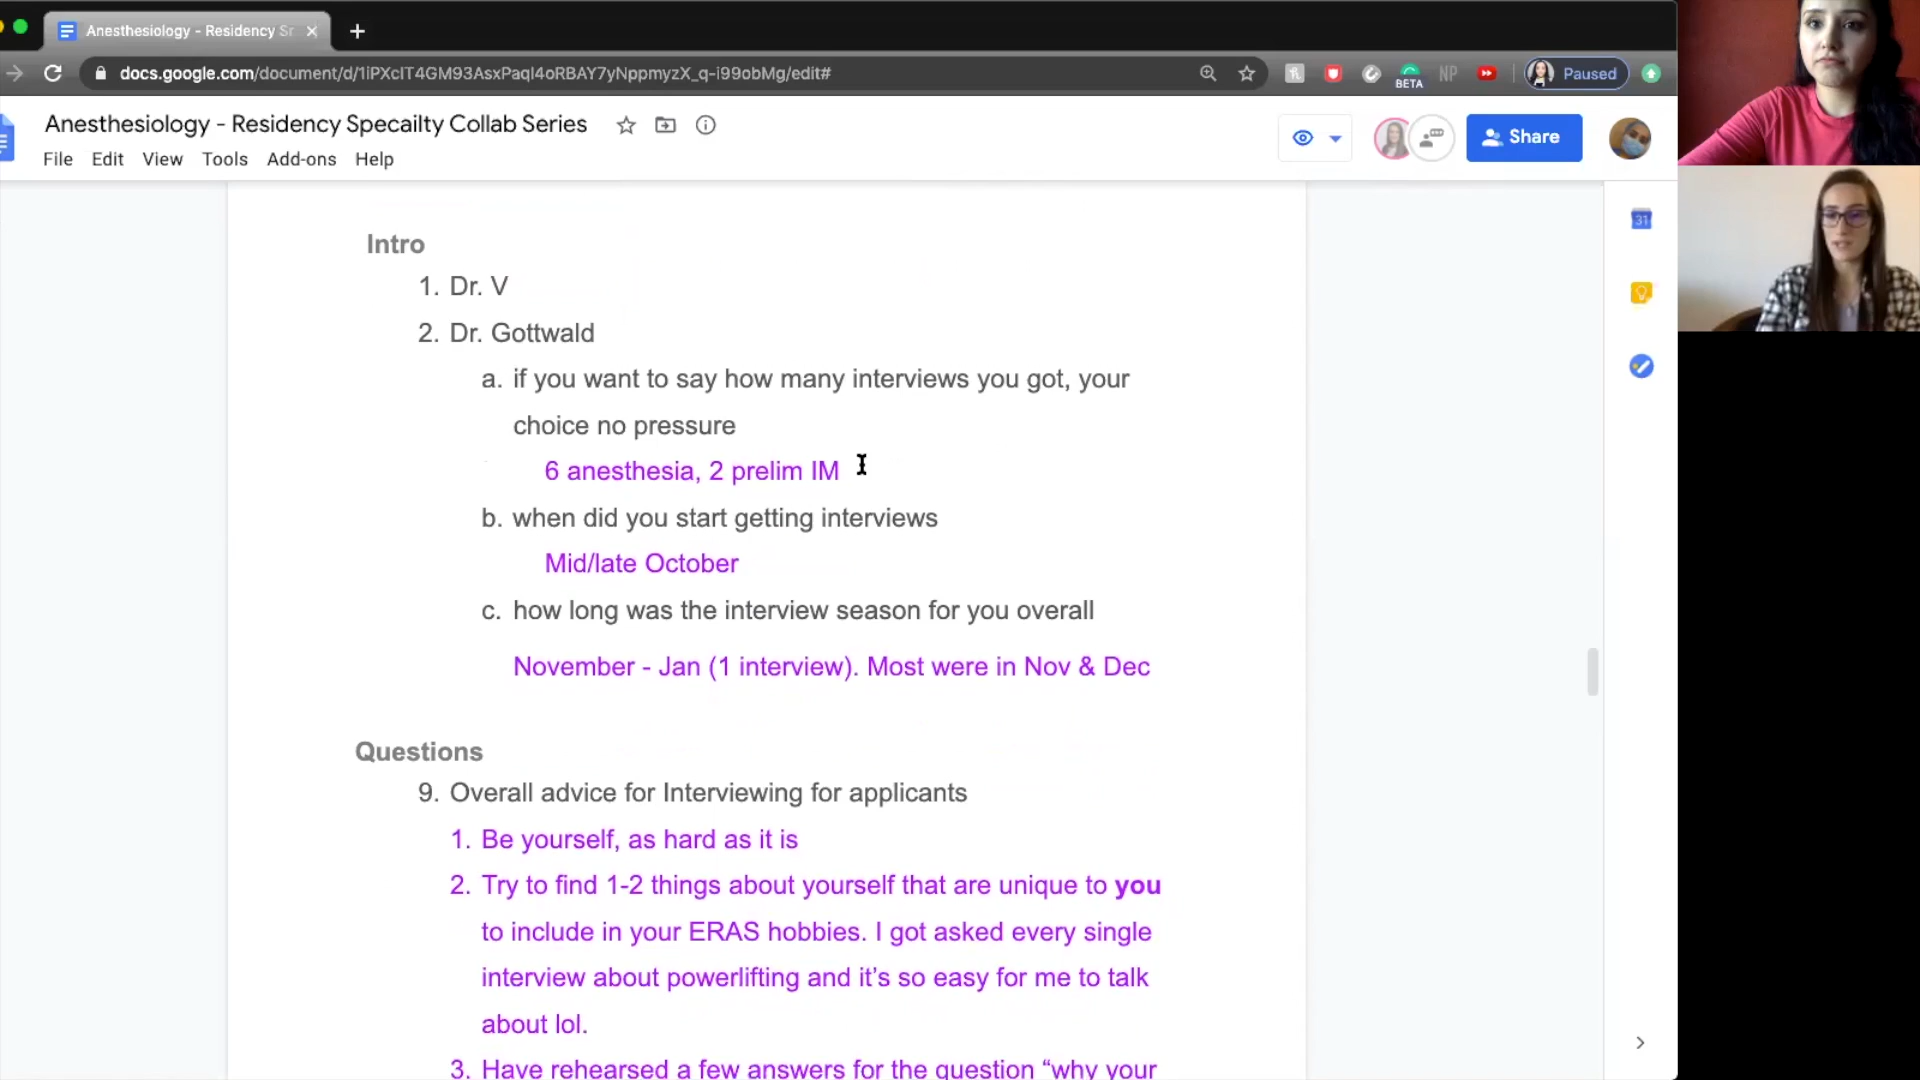 Anesthesiology - Residency Sr
docs.google.com/document/d/1iPXcIT4GM93AsxPaql4oRBAY7yNppmyzX_q-i99obMg/edit#
BETA
NP
Paused
Anesthesiology - Residency Specailty Collab Series
File Edit View Tools Add-ons Help
Share
31
Intro
1. Dr. V
2. Dr. Gottwald
a. if you want to say how many interviews you got, your
choice no pressure
6 anesthesia, 2 prelim IM
b. when did you start getting interviews
Mid/late October
c. how long was the interview season for you overall
November - Jan (1 interview). Most were in Nov & Dec
Questions
9. Overall advice for Interviewing for applicants
1. Be yourself, as hard as it is
2. Try to find 1-2 things about yourself that are unique to you
to include in your ERAS hobbies. I got asked every single
interview about powerlifting and it's so easy for me to talk
about lol.
3. Have rehearsed a few answers for the question “why your